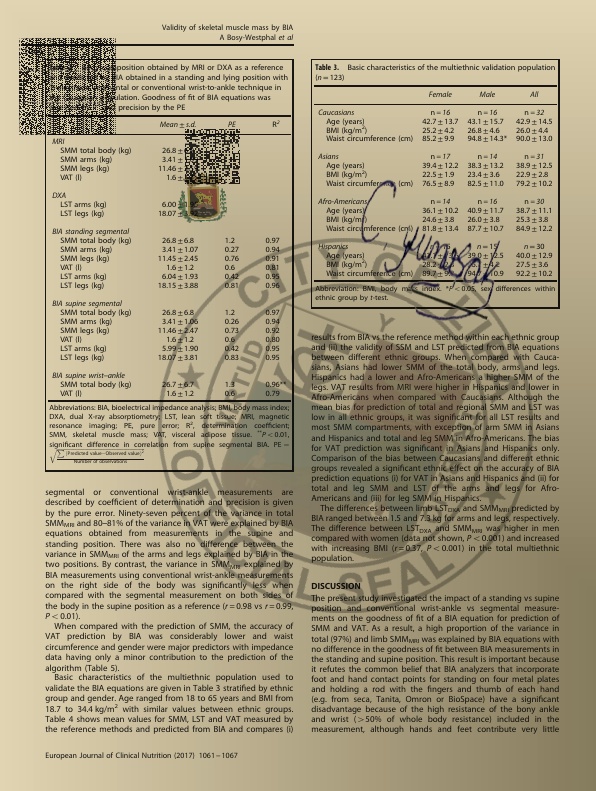 Validity of skeletal muscle mass by BIA
A Bosy-Westphal et al
position obtained by MRI or DXA as a reference
IA obtained in a standing and lying position with
ental or conventional wrist-to-ankle technique in
ulation. Goodness of fit of BIA equations was
precision by the PE
Mean ± s.d. PE R²
MRI
SMM total body (kg) 26.8 ±
SMM arms (kg) 3.41 ±
SMM legs (kg) 11.46 ±
VAT (l) 1.6 ±
DXA
LST arms (kg) 6.00 ±
LST legs (kg) 18.07 ±
BIA standing segmental
SMM total body (kg) 26.8 ± 6.8 1.2 0.97
SMM arms (kg) 3.41 ± 1.07 0.27 0.94
SMM legs (kg) 11.45 ± 2.45 0.76 0.91
VAT (l) 1.6 ± 1.2 0.6 0.81
LST arms (kg) 6.04 ± 1.93 0.42 0.95
LST legs (kg) 18.15 ± 3.88 0.81 0.96
BIA supine segmental
SMM total body (kg) 26.8 ± 6.8 1.2 0.97
SMM arms (kg) 3.41 ± 1.06 0.26 0.94
SMM legs (kg) 11.46 ± 2.47 0.73 0.92
VAT (l) 1.6 ± 1.2 0.6 0.80
LST arms (kg) 5.99 ± 1.90 0.42 0.95
LST legs (kg) 18.07 ± 3.81 0.83 0.95
BIA supine wrist–ankle
SMM total body (kg) 26.7 ± 6.7 1.3 0.96**
VAT (l) 1.6 ± 1.2 0.6 0.79
Abbreviations: BIA, bioelectrical impedance analysis; BMI, body mass index;
DXA, dual X-ray absorptiometry; LST, lean soft tissue; MRI, magnetic
resonance imaging; PE, pure error; R², determination coefficient;
SMM, skeletal muscle mass; VAT, visceral adipose tissue. **P < 0.01,
significant difference in correlation from supine segmental BIA. PE =
√∑(Predicted value - Observed value)²
Number of observations
segmental or conventional wrist-ankle measurements are
described by coefficient of determination and precision is given
by the pure error. Ninety-seven percent of the variance in total
SMMMRI and 80–81% of the variance in VAT were explained by BIA
equations obtained from measurements in the supine and
standing position. There was also no difference between the
variance in SMMMRI of the arms and legs explained by BIA in the
two positions. By contrast, the variance in SMMMRI explained by
BIA measurements using conventional wrist-ankle measurements
on the right side of the body was significantly less when
compared with the segmental measurement on both sides of
the body in the supine position as a reference (r = 0.98 vs r = 0.99,
P < 0.01).
When compared with the prediction of SMM, the accuracy of
VAT prediction by BIA was considerably lower and waist
circumference and gender were major predictors with impedance
data having only a minor contribution to the prediction of the
algorithm (Table 5).
Basic characteristics of the multiethnic population used to
validate the BIA equations are given in Table 3 stratified by ethnic
group and gender. Age ranged from 18 to 65 years and BMI from
18.7 to 34.4 kg/m² with similar values between ethnic groups.
Table 4 shows mean values for SMM, LST and VAT measured by
the reference methods and predicted from BIA and compares (i)
Table 3. Basic characteristics of the multiethnic validation population
(n = 123)
Female Male All
Caucasians n = 16 n = 16 n = 32
Age (years) 42.7 ± 13.7 43.1 ± 15.7 42.9 ± 14.5
BMI (kg/m²) 25.2 ± 4.2 26.8 ± 4.6 26.0 ± 4.4
Waist circumference (cm) 85.2 ± 9.9 94.8 ± 14.3* 90.0 ± 13.0
Asians n = 17 n = 14 n = 31
Age (years) 39.4 ± 12.2 38.3 ± 13.2 38.9 ± 12.5
BMI (kg/m²) 22.5 ± 1.9 23.4 ± 3.6 22.9 ± 2.8
Waist circumference (cm) 76.5 ± 8.9 82.5 ± 11.0 79.2 ± 10.2
Afro-Americans n = 14 n = 16 n = 30
Age (years) 36.1 ± 10.2 40.9 ± 11.7 38.7 ± 11.1
BMI (kg/m²) 24.6 ± 3.8 26.0 ± 3.8 25.3 ± 3.8
Waist circumference (cm) 81.8 ± 13.4 87.7 ± 10.7 84.9 ± 12.2
Hispanics n = 15 n = 30
Age (years) 39.0 ± 12.5 40.0 ± 12.9
BMI (kg/m²) 28.2 27.5 ± 3.6
Waist circumference (cm) 89.7 ± 10.9 92.2 ± 10.2
Abbreviation: BMI, body mass index. *P < 0.05, sex differences within
ethnic group by t-test.
results from BIA vs the reference method within each ethnic group
and (ii) the validity of SSM and LST predicted from BIA equations
between different ethnic groups. When compared with Cauca-
sians, Asians had lower SMM of the total body, arms and legs.
Hispanics had a lower and Afro-Americans a higher SMM of the
legs. VAT results from MRI were higher in Hispanics and lower in
Afro-Americans when compared with Caucasians. Although the
mean bias for prediction of total and regional SMM and LST was
low in all ethnic groups, it was significant for all LST results and
most SMM compartments, with exception of arm SMM in Asians
and Hispanics and total and leg SMM in Afro-Americans. The bias
for VAT prediction was significant in Asians and Hispanics only.
Comparison of the bias between Caucasians and different ethnic
groups revealed a significant ethnic effect on the accuracy of BIA
prediction equations (i) for VAT in Asians and Hispanics (ii) for
total and leg SMM and LST of the arms and legs for Afro-
Americans and (iii) for leg SMM in Hispanics.
The differences between limb LSTDXA and SMMMRI predicted by
BIA ranged between 1.5 and 7.3 kg for arms and legs, respectively.
The difference between LSTDXA and SMMMRI was higher in men
compared with women (data not shown, P < 0.001) and increased
with increasing BMI (r = 0.37, P < 0.001) in the total multiethnic
population.
DISCUSSION
The present study investigated the impact of a standing vs supine
position and conventional wrist-ankle vs segmental measure-
ments on the goodness of fit of a BIA equation for prediction of
SMM and VAT. As a result, a high proportion of the variance in
total (97%) and limb SMMMRI was explained by BIA equations with
no difference in the goodness of fit between BIA measurements in
the standing and supine position. This result is important because
it refutes the common belief that BIA analyzers that incorporate
foot and hand contact points for standing on four metal plates
and holding a rod with the fingers and thumb of each hand
(e.g. from seca, Tanita, Omron or BioSpace) have a significant
disadvantage because of the high resistance of the bony ankle
and wrist (>50% of whole body resistance) included in the
measurement, although hands and feet contribute very little
European Journal of Clinical Nutrition (2017) 1061–1067